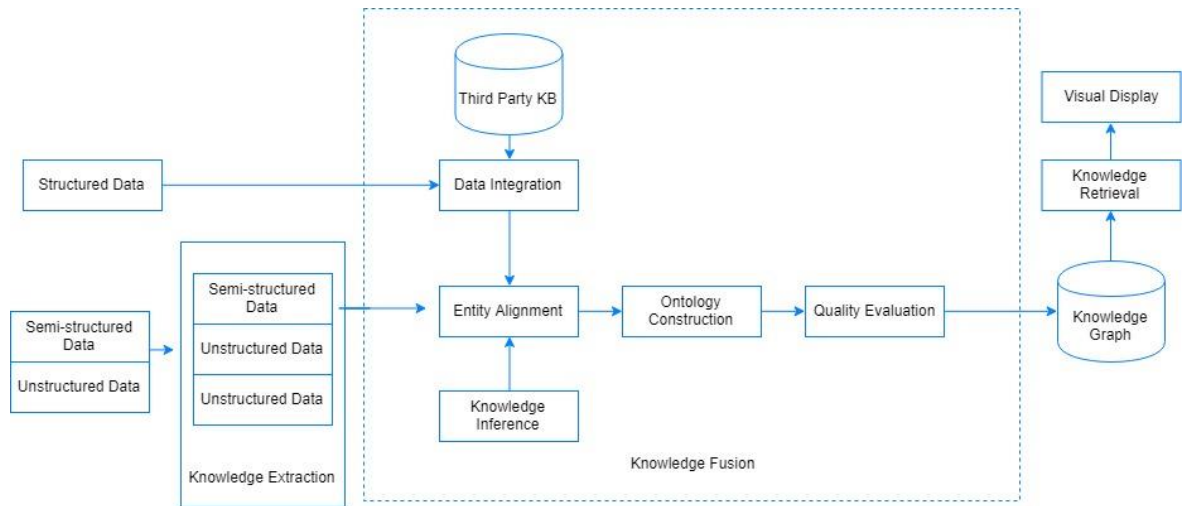 Third Party KB
Visual Display
Structured Data
Data Integration
Knowledge
Retrieval
Semi-structured
Data
Unstructured Data
Semi-structured
Data
Unstructured Data
Unstructured Data
Knowledge Extraction
Entity Alignment
Ontology
Construction
Quality Evaluation
Knowledge
Graph
Knowledge
Inference
Knowledge Fusion